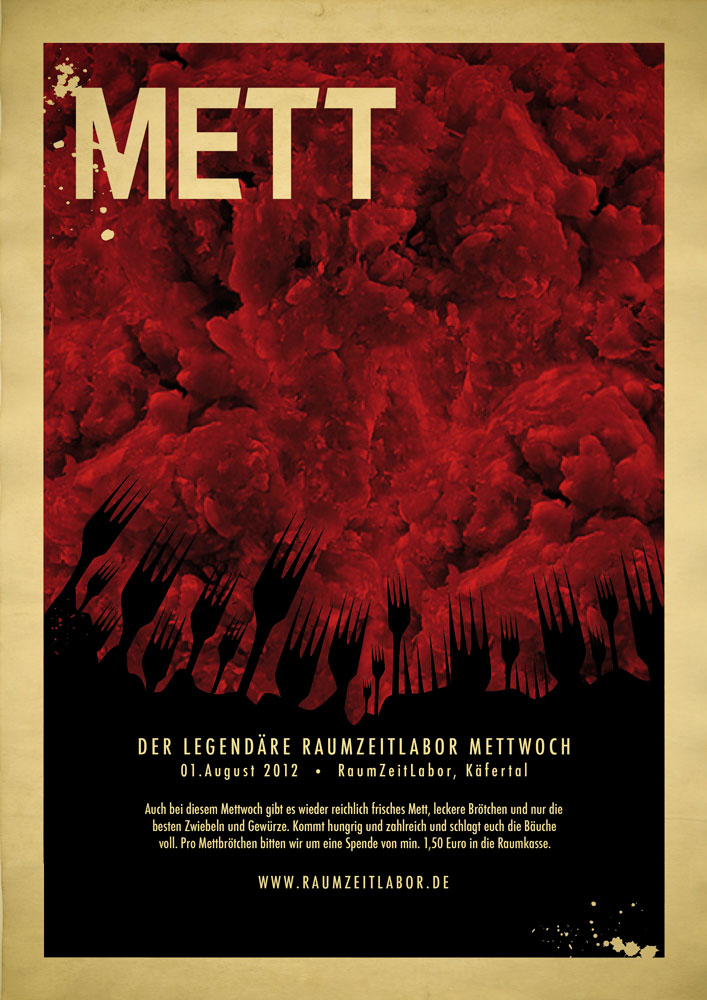 METT
DER LEGENDÄRE RAUMZEITLABOR METTWOCH
01.August 2012 • RaumZeitLabor, Käfertal
Auch bei diesem Mettwoch gibt es wieder reichlich frisches Mett, leckere Brötchen und nur die
besten Zwiebeln und Gewürze. Kommt hungrig und zahlreich und schlagt euch die Bäuche
voll. Pro Mettbrötchen bitten wir um eine Spende von min. 1,50 Euro in die Raumkasse.
WWW.RAUMZEITLABOR.DE